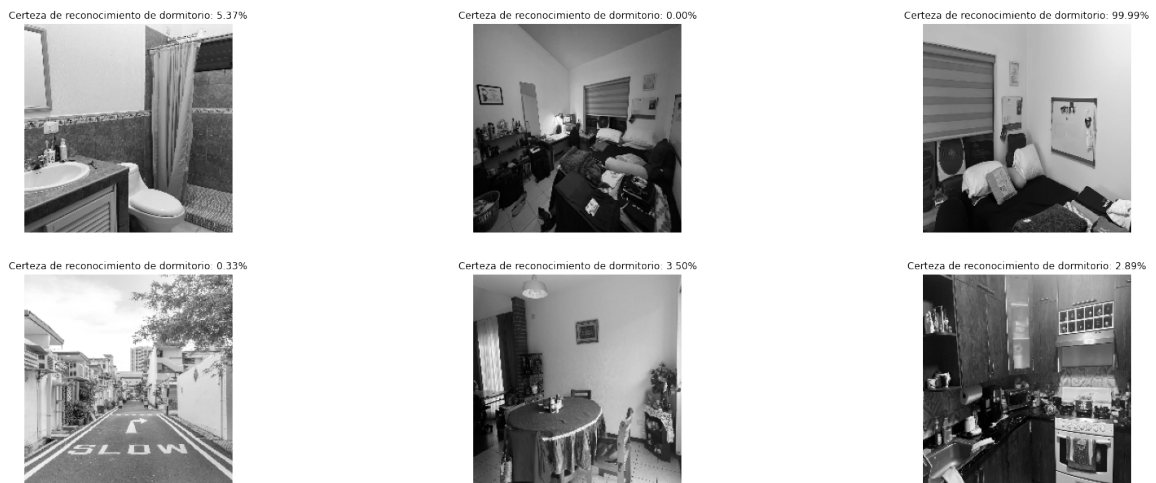 Certeza de reconocimiento de dormitorio: 5.37%
Certeza de reconocimiento de dormitorio: 0.00%
Certeza de reconocimiento de dormitorio: 99.99%
Certeza de reconocimiento de dormitorio: 0.33%
Certeza de reconocimiento de dormitorio: 3.50%
Certeza de reconocimiento de dormitorio: 2.89%
SLOW